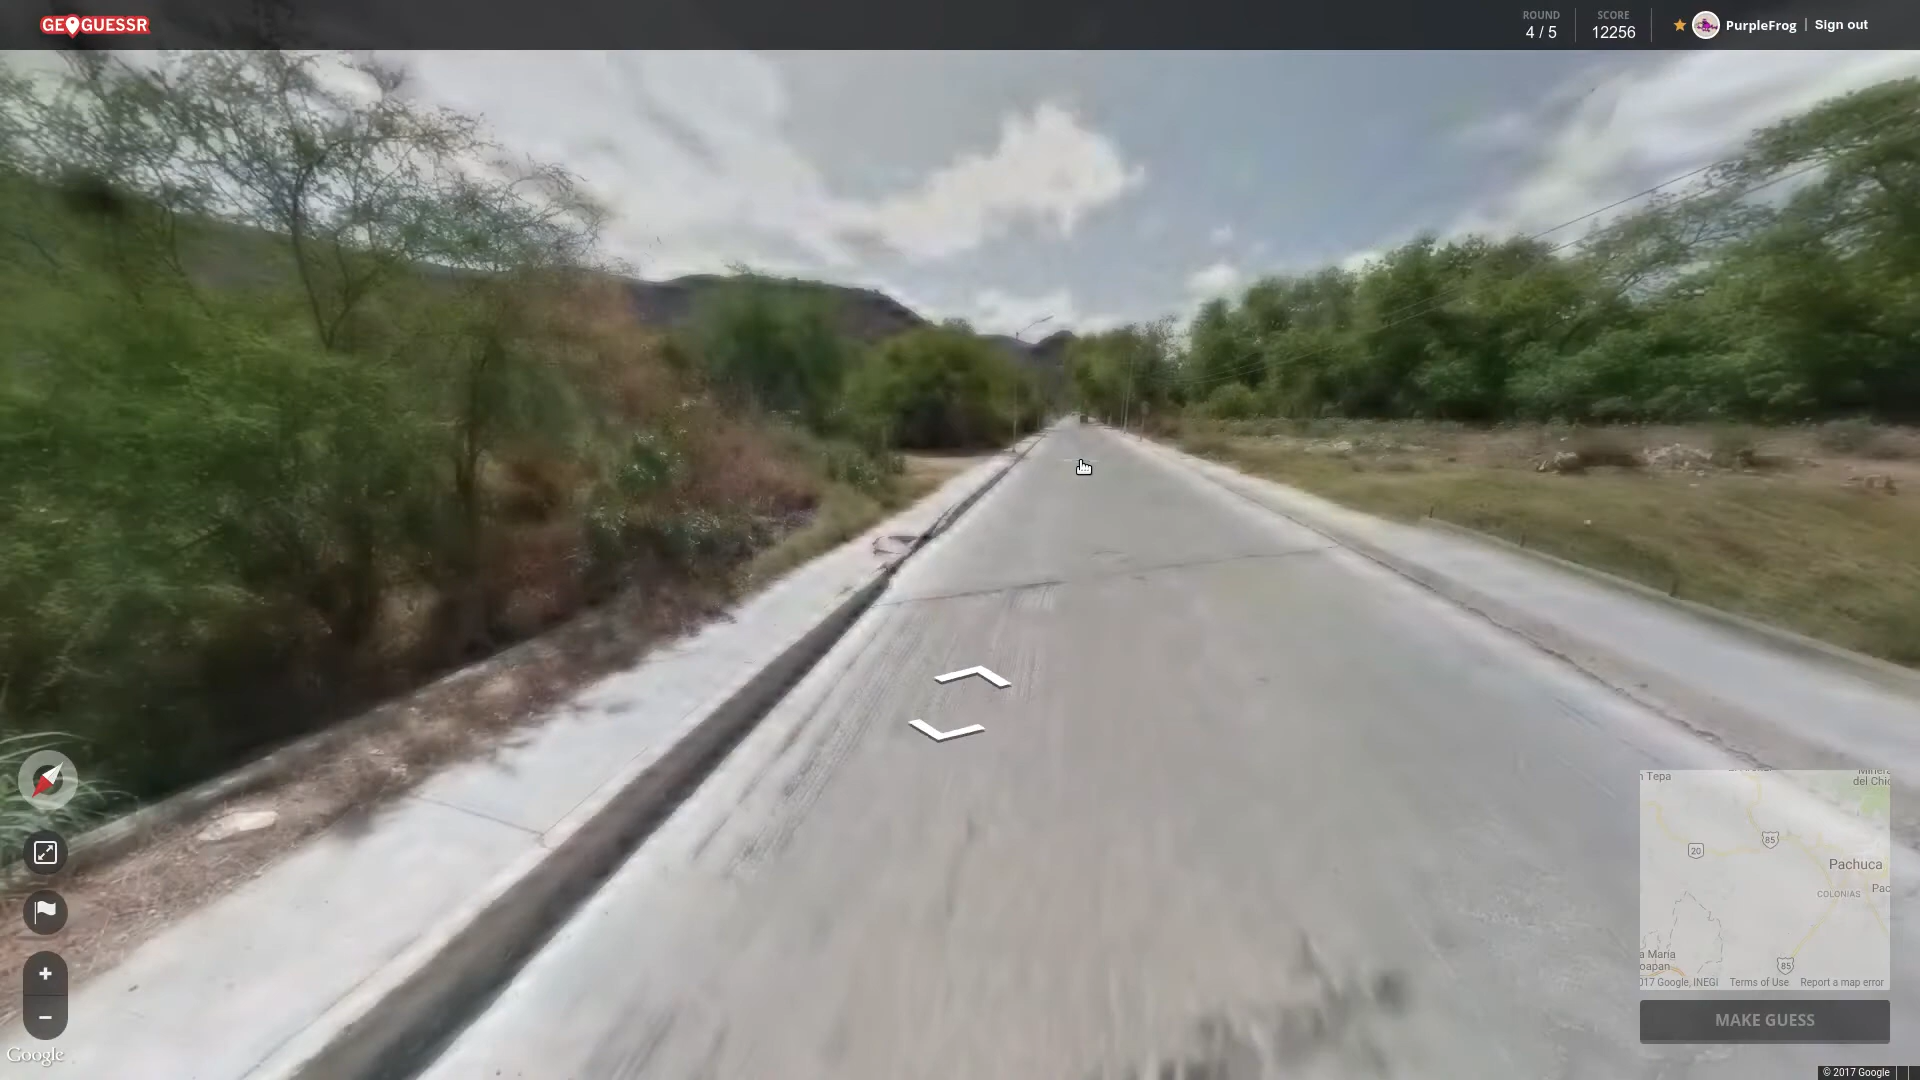 GEOGUESSR
ROUND
4 / 5
SCORE
12256
PurpleFrog | Sign out
n Tepa
del Chic
20
85
Pachuca
COLONIAS
Pac
a Maria
oapan
85
017 Google, INEGI
Terms of Use
Report a map error
MAKE GUESS
Google
© 2017 Google